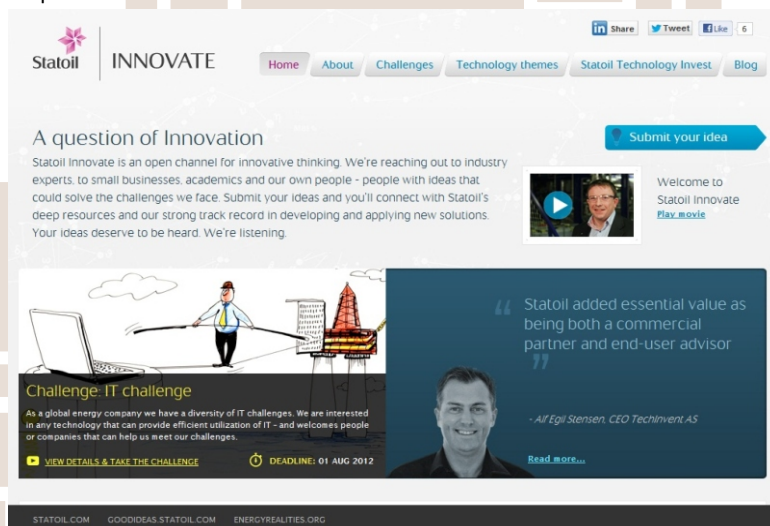 Share
Tweet
Like
6
Statoil
INNOVATE
Home
About
Challenges
Technology themes
Statoil Technology Invest
Blog
A question of Innovation
Submit your idea
Statoil Innovate is an open channel for innovative thinking. We're reaching out to industry
experts, to small businesses, academics and our own people - people with ideas that
could solve the challenges we face. Submit your ideas and you'll connect with Statoil's
deep resources and our strong track record in developing and applying new solutions.
Your ideas deserve to be heard. We're listening.
Welcome to
Statoil Innovate
Play movie
Challenge: IT challenge
As a global energy company we have a diversity of IT challenges. We are interested
in any technology that can provide efficient utilization of IT - and welcomes people
or companies that can help us meet our challenges.
VIEW DETAILS & TAKE THE CHALLENGE
DEADLINE: 01 AUG 2012
“ Statoil added essential value as
being both a commercial
partner and end-user advisor
”
- Alf Egil Stensen, CEO TechInvent AS
Read more...
STATOIL.COM
GOODIDEAS.STATOIL.COM
ENERGYREALITIES.ORG